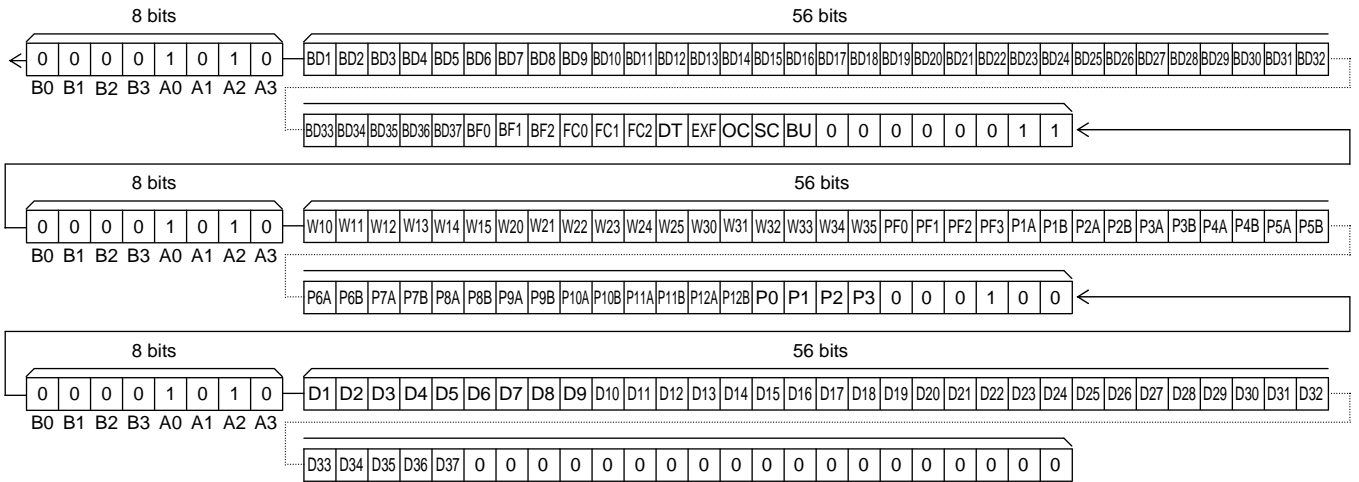 8 bits 56 bits
0 0 0 0 1 0 1 0 BD1 BD2 BD3 BD4 BD5 BD6 BD7 BD8 BD9 BD10 BD11 BD12 BD13 BD14 BD15 BD16 BD17 BD18 BD19 BD20 BD21 BD22 BD23 BD24 BD25 BD26 BD27 BD28 BD29 BD30 BD31 BD32
B0 B1 B2 B3 A0 A1 A2 A3
BD33 BD34 BD35 BD36 BD37 BF0 BF1 BF2 FC0 FC1 FC2 DT EXF OC SC BU 0 0 0 0 0 0 1 1
8 bits 56 bits
0 0 0 0 1 0 1 0 W10 W11 W12 W13 W14 W15 W20 W21 W22 W23 W24 W25 W30 W31 W32 W33 W34 W35 PF0 PF1 PF2 PF3 P1A P1B P2A P2B P3A P3B P4A P4B P5A P5B
B0 B1 B2 B3 A0 A1 A2 A3
P6A P6B P7A P7B P8A P8B P9A P9B P10A P10B P11A P11B P12A P12B P0 P1 P2 P3 0 0 0 1 0 0
8 bits 56 bits
0 0 0 0 1 0 1 0 D1 D2 D3 D4 D5 D6 D7 D8 D9 D10 D11 D12 D13 D14 D15 D16 D17 D18 D19 D20 D21 D22 D23 D24 D25 D26 D27 D28 D29 D30 D31 D32
B0 B1 B2 B3 A0 A1 A2 A3
D33 D34 D35 D36 D37 0 0 0 0 0 0 0 0 0 0 0 0 0 0 0 0 0 0 0